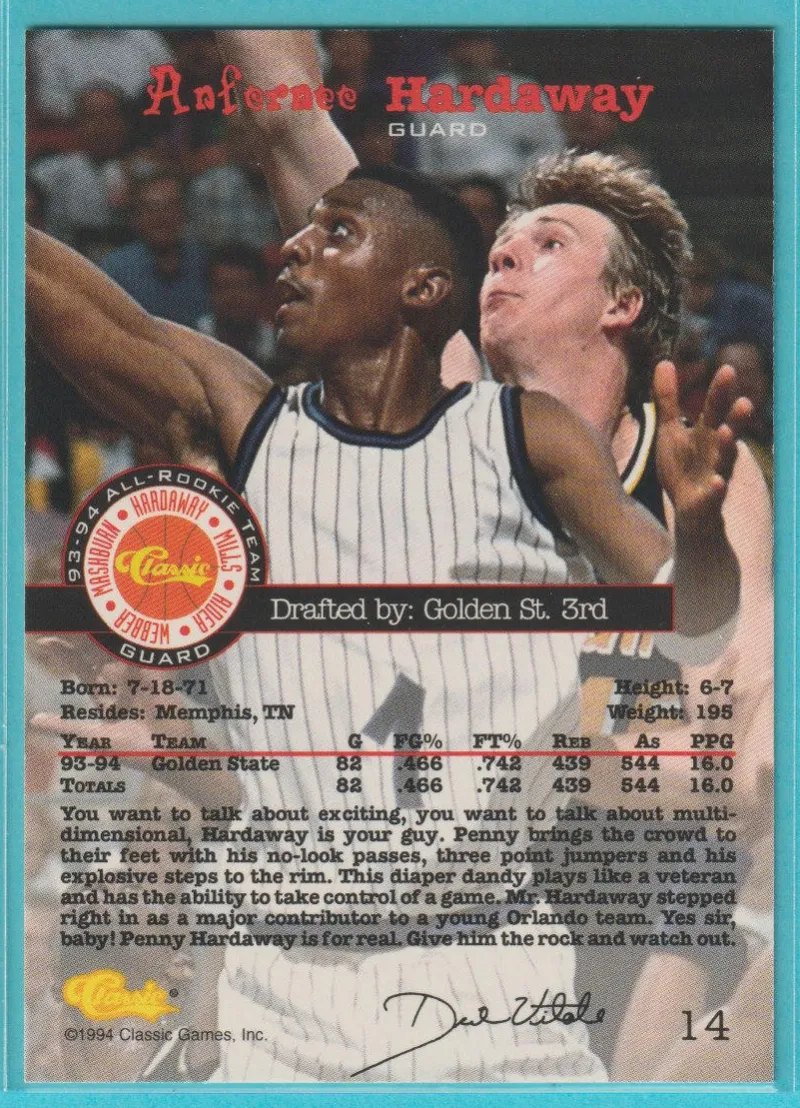 Anfernee Hardaway
GUARD
93-94 ALL-ROOKIE TEAM
HARDAWAY • MILLS • RIDER • WEBBER • MASHBURN
Classic
GUARD
Drafted by: Golden St. 3rd
Born: 7-18-71 Height: 6-7
Resides: Memphis, TN Weight: 195
YEAR TEAM G FG% FT% REB AS PPG
93-94 Golden State 82 .466 .742 439 544 16.0
TOTALS 82 .466 .742 439 544 16.0
You want to talk about exciting, you want to talk about multi-
dimensional, Hardaway is your guy. Penny brings the crowd to
their feet with his no-look passes, three point jumpers and his
explosive steps to the rim. This diaper dandy plays like a veteran
and has the ability to take control of a game. Mr. Hardaway stepped
right in as a major contributor to a young Orlando team. Yes sir,
baby! Penny Hardaway is for real. Give him the rock and watch out.
Classic®
©1994 Classic Games, Inc.
14